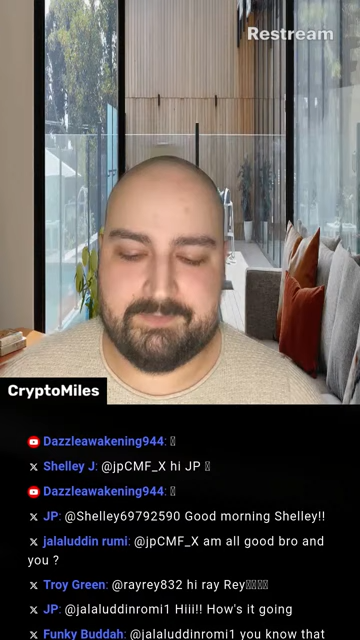 Restream
CryptoMiles
Dazzleawakening944:
Shelley J: @jpCMF_X hi JP
Dazzleawakening944:
JP: @Shelley69792590 Good morning Shelley!!
jalaluddin rumi: @jpCMF_X am all good bro and
you ?
Troy Green: @rayrey832 hi ray Rey
JP: @jalaluddinromi1 Hiii!! How's it going
Funky Buddah: @jalaluddinromi1 you know that